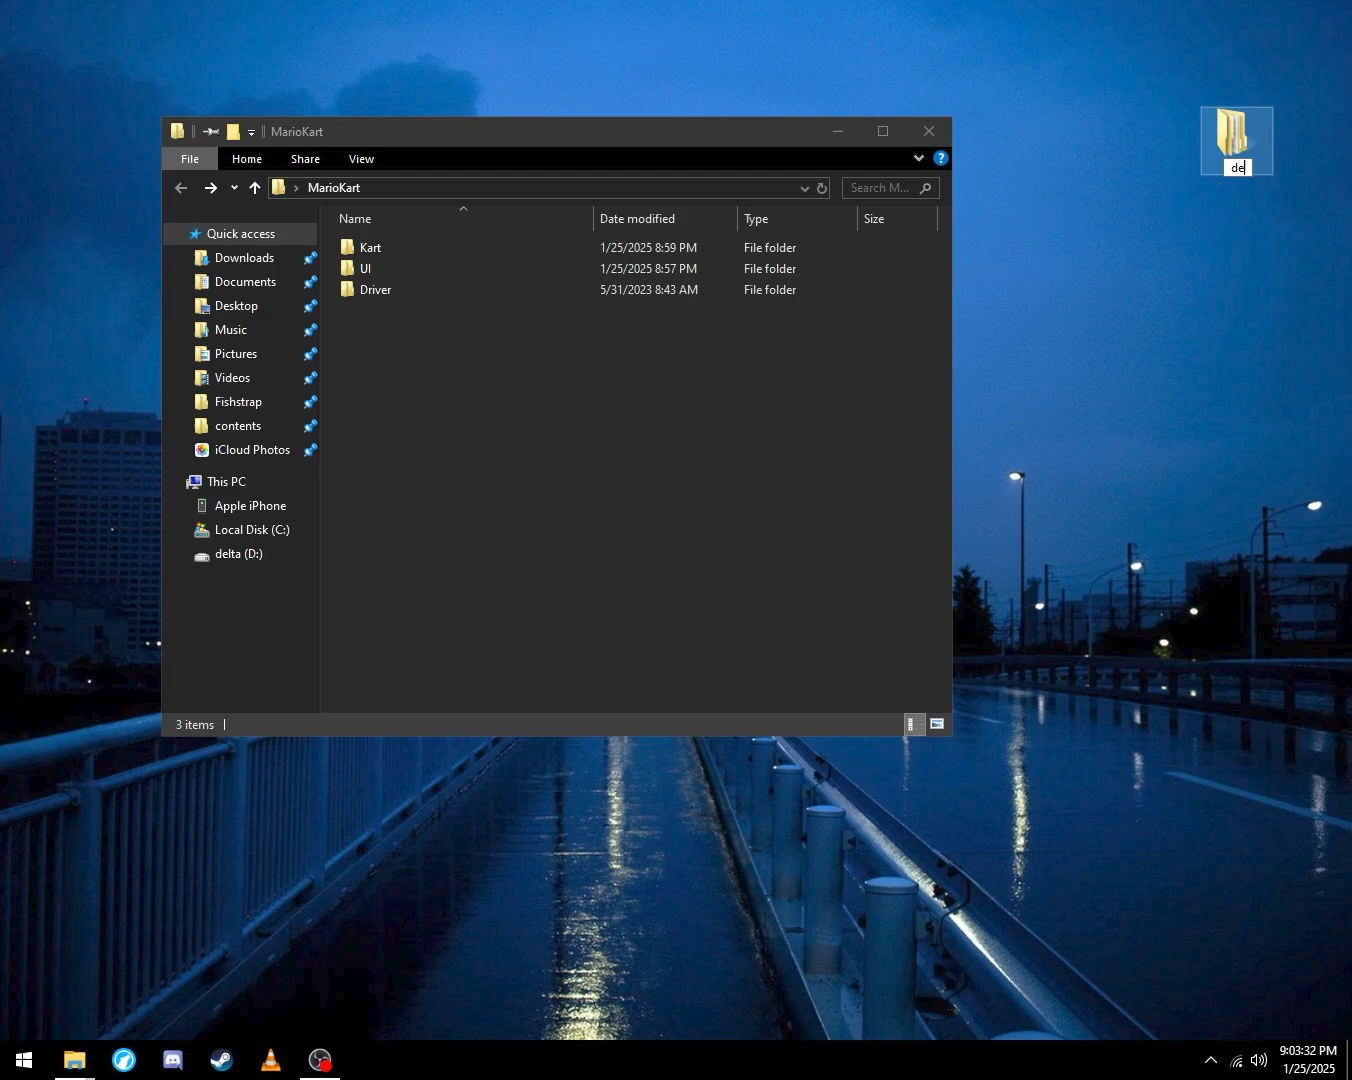 MarioKart
File Home Share View
MarioKart
Search M...
Name Date modified Type Size
Kart 1/25/2025 8:59 PM File folder
UI 1/25/2025 8:57 PM File folder
Driver 5/31/2023 8:43 AM File folder
Quick access
Downloads
Documents
Desktop
Music
Pictures
Videos
Fishstrap
contents
iCloud Photos
This PC
Apple iPhone
Local Disk (C:)
delta (D:)
3 items
de
9:03:32 PM
1/25/2025